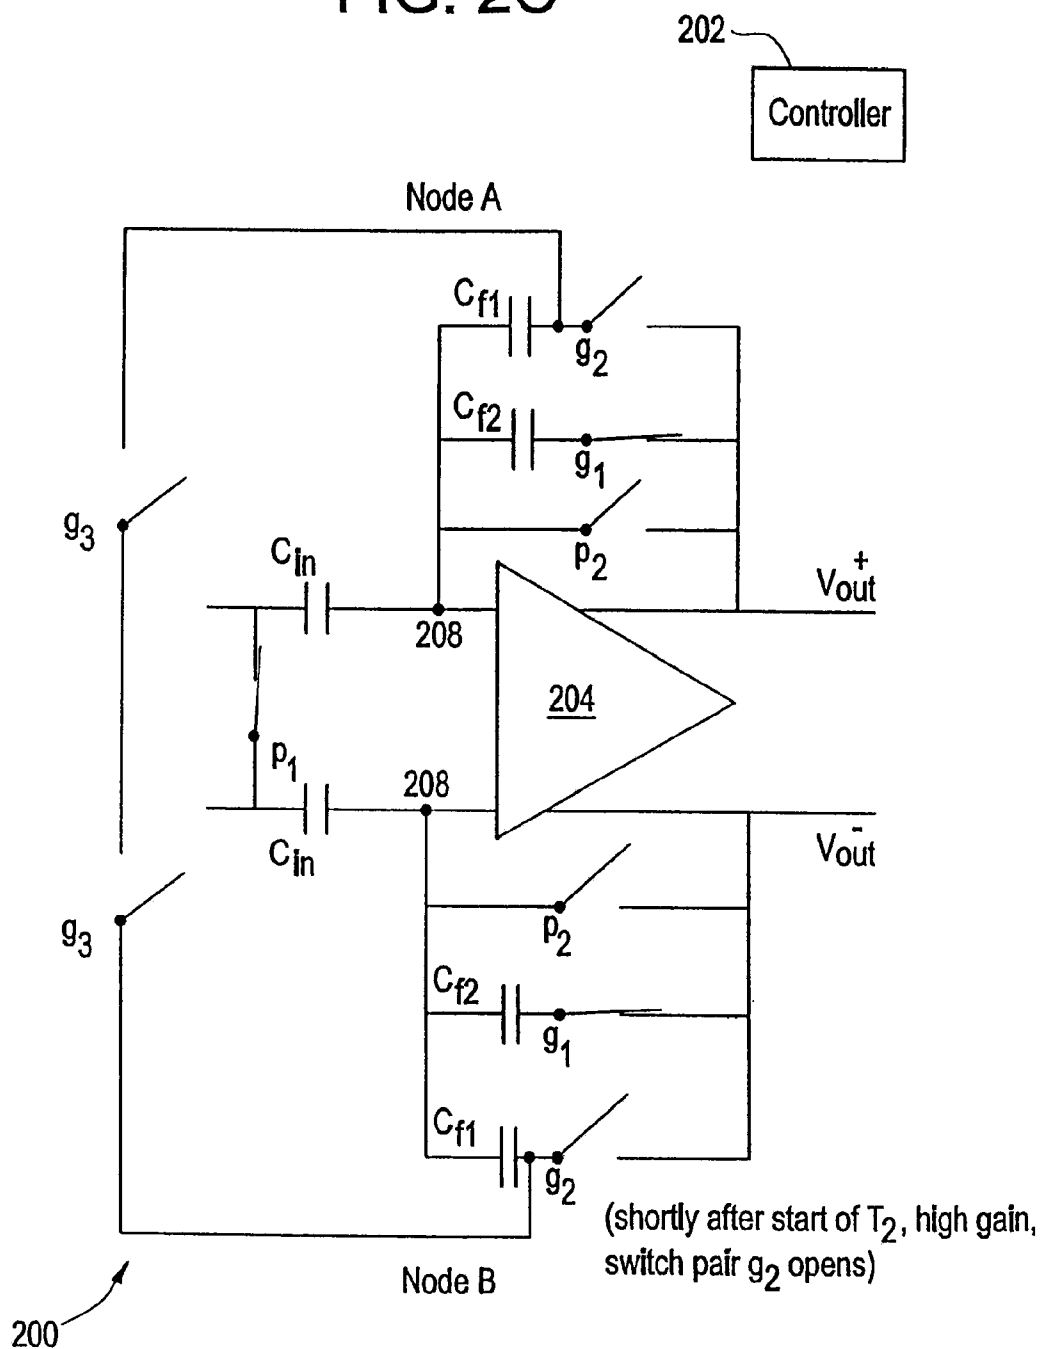 FIG. 2C
202
Controller
Node A
Cf1
g2
Cf2
g1
g3
p2
Cin
Vout+
208
204
p1
208
Cin
Vout-
g3
p2
Cf2
g1
Cf1
g2
(shortly after start of T2, high gain,
switch pair g2 opens)
Node B
200